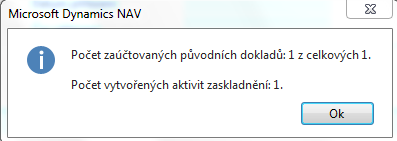 Microsoft Dynamics NAV
Počet zaúčtovaných původních dokladů: 1 z celkových 1.
Počet vytvořených aktivit zaskladnění: 1.
Ok